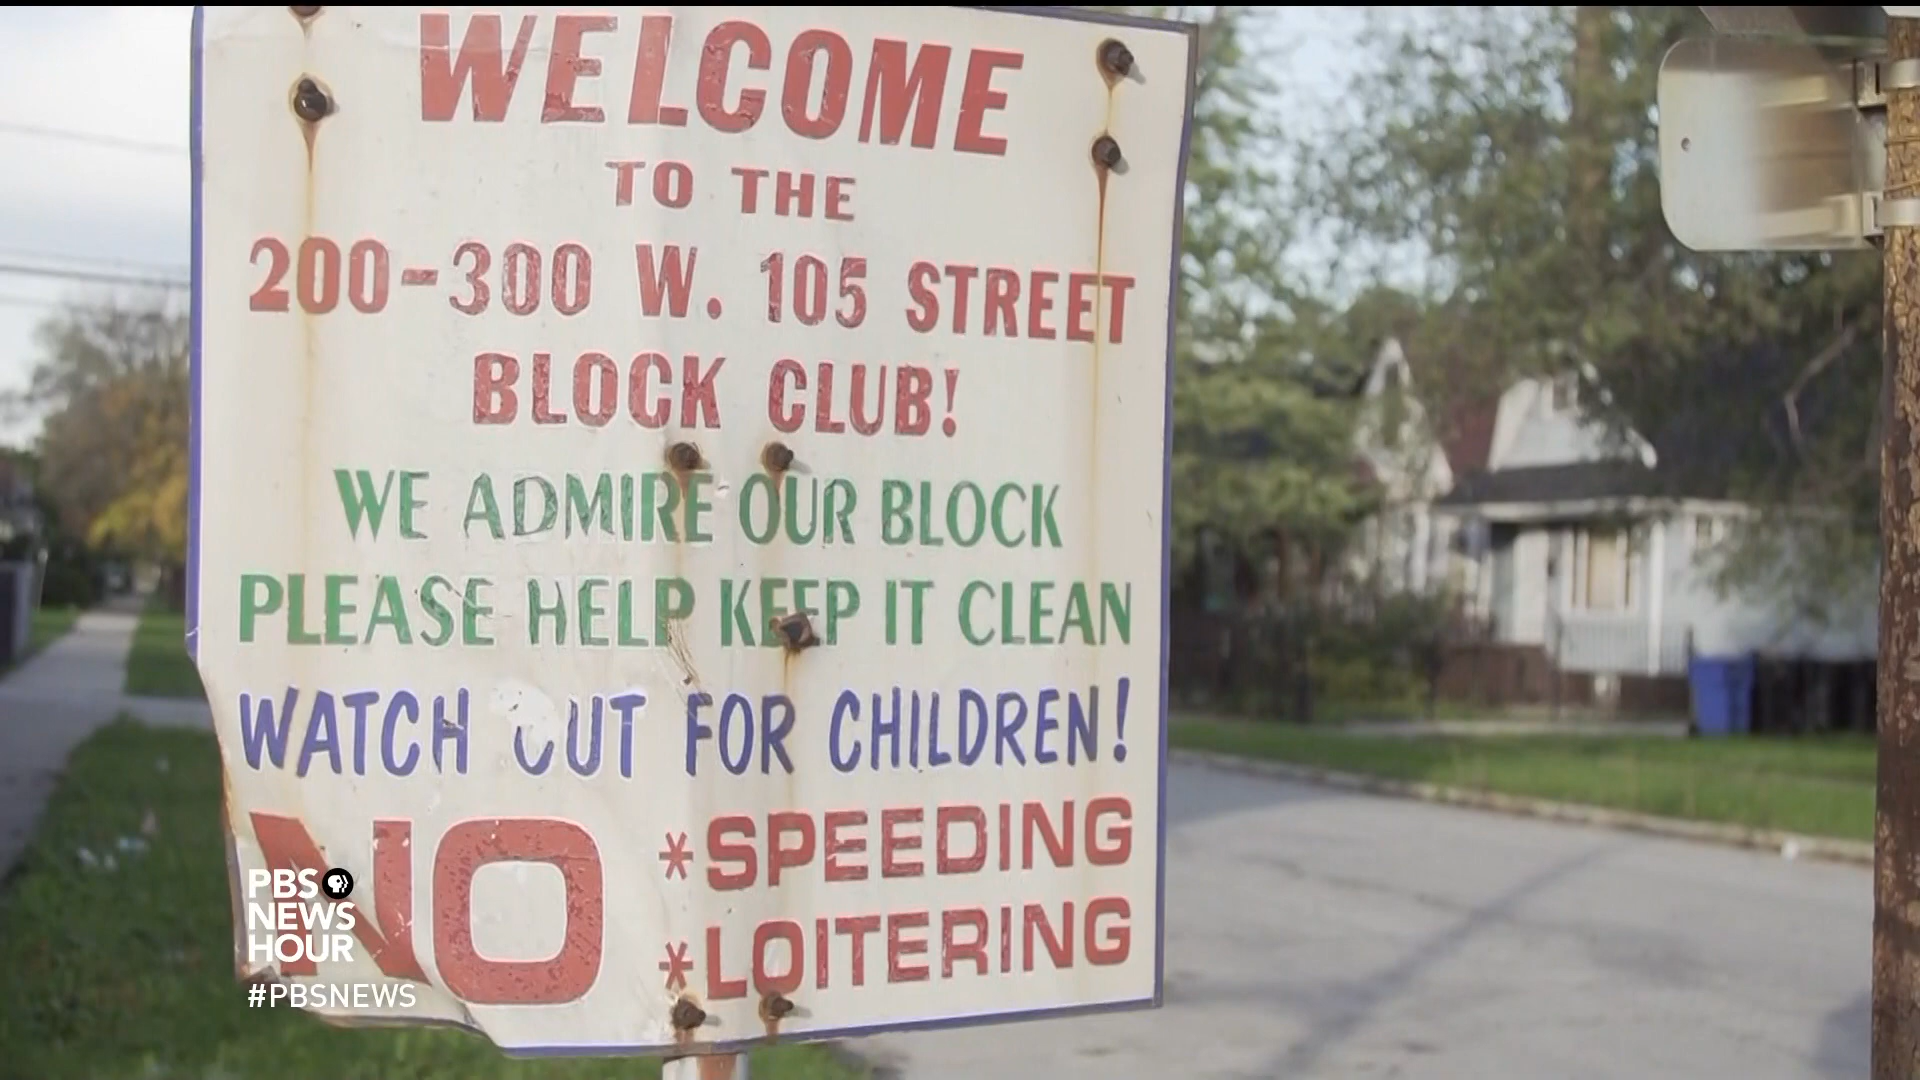 WELCOME
TO THE
200-300 W. 105 STREET
BLOCK CLUB!
WE ADMIRE OUR BLOCK
PLEASE HELP KEEP IT CLEAN
WATCH OUT FOR CHILDREN!
NO *SPEEDING
*LOITERING
PBS
NEWS
HOUR
#PBSNEWS